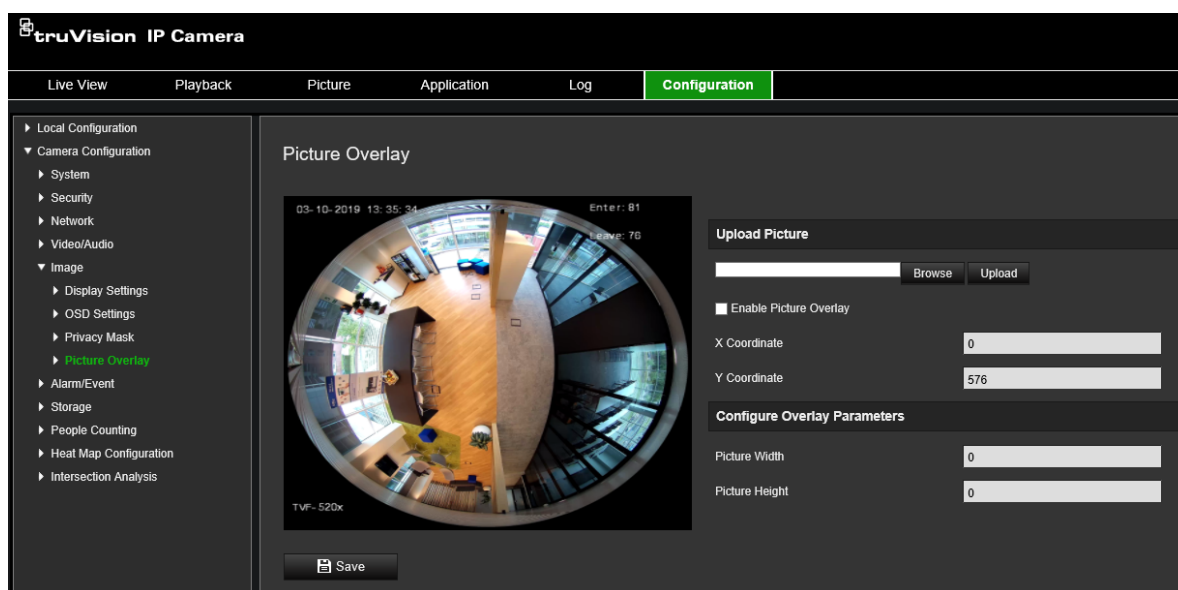 truVision IP Camera
Live View Playback Picture Application Log Configuration
Local Configuration
Camera Configuration
System
Security
Network
Video/Audio
Image
Display Settings
OSD Settings
Privacy Mask
Picture Overlay
Alarm/Event
Storage
People Counting
Heat Map Configuration
Intersection Analysis
Picture Overlay
03-10-2019 13:35:34 Enter: 81
Leave: 76
TVF-520x
Save
Upload Picture
Browse Upload
Enable Picture Overlay
X Coordinate 0
Y Coordinate 576
Configure Overlay Parameters
Picture Width 0
Picture Height 0